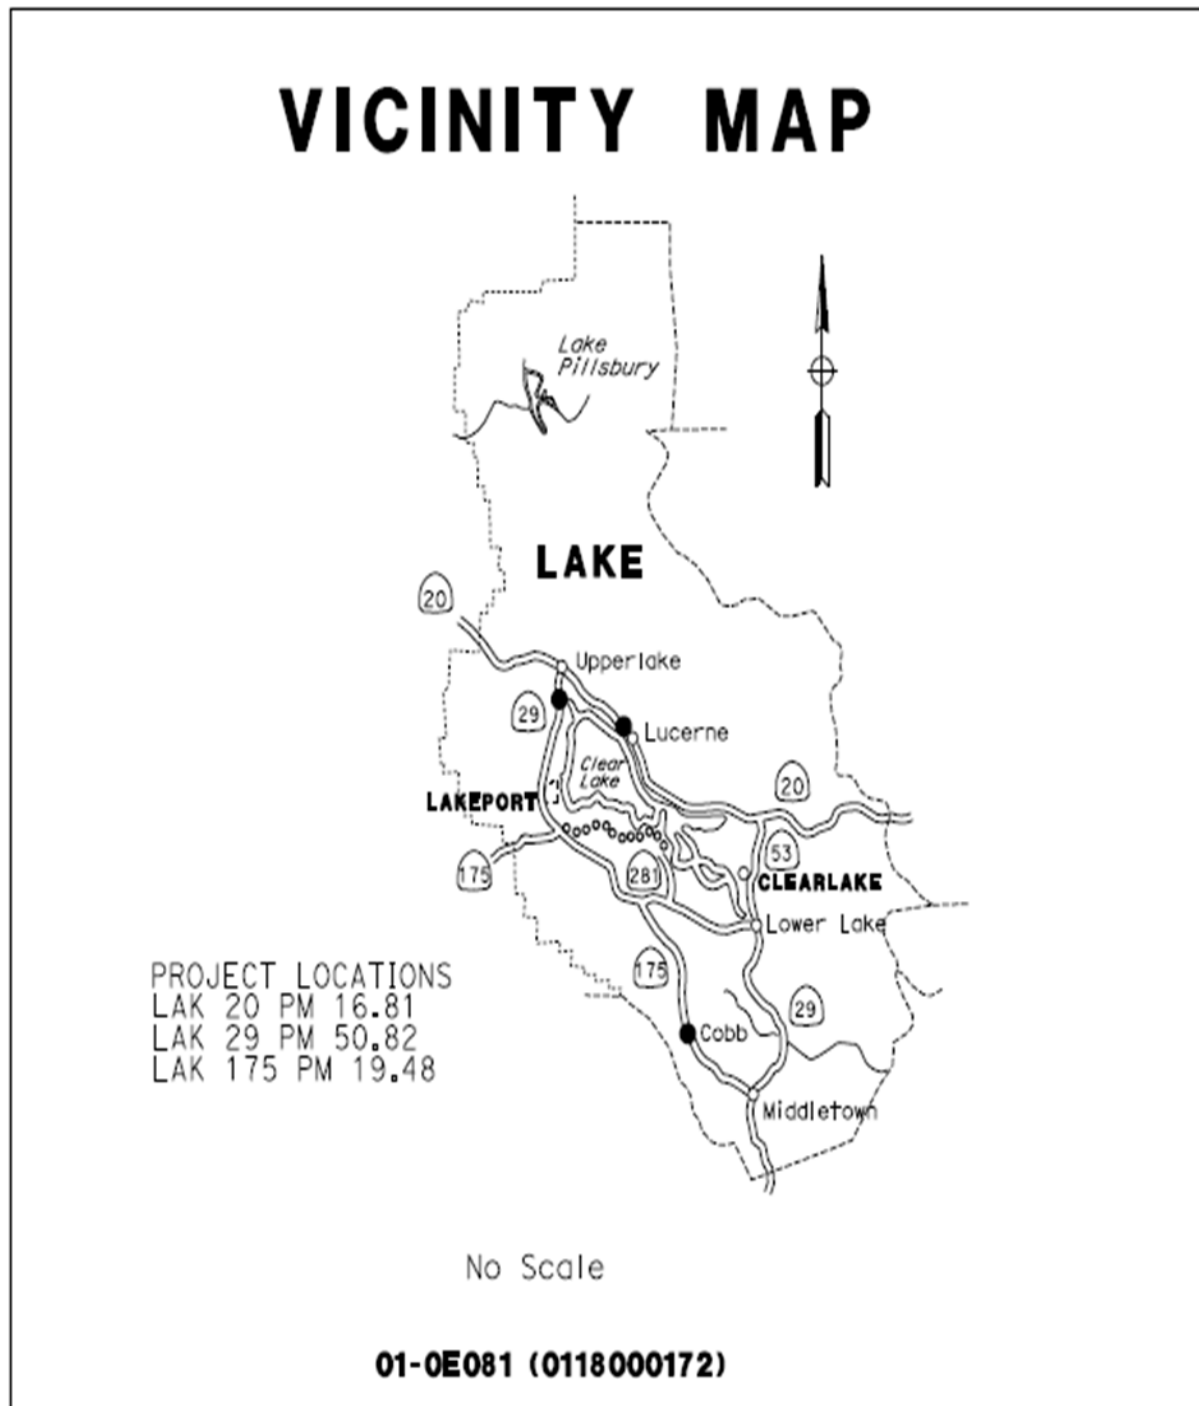 VICINITY MAP
Lake
Pillsbury
LAKE
20
Upperlake
29
Lucerne
Clear
Lake
20
LAKEPORT
53
175
281
CLEARLAKE
Lower Lake
175
PROJECT LOCATIONS
LAK 20 PM 16.81
LAK 29 PM 50.82
LAK 175 PM 19.48
29
Cobb
Middletown
No Scale
01-0E081 (0118000172)